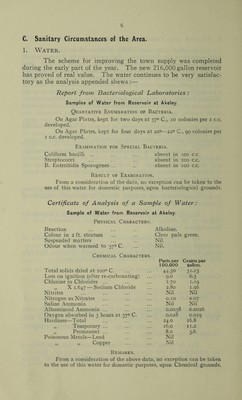 6
C. Sanitary Circumstances of the Area.
1. WATER.
The scheme for improving the town supply was completed
during the early part of the year. The new 216,000 gallon reservoir
has proved of real value. The water continues to be very satisfac-
tory as the analysis appended shews :—
Report from Bacteriological Laboratories :
Samples of Water from Reservoir at Akeley.
QUANTATIVE ENUMERATION OF BACTERIA.
On Agar Plates, kept for two days at 37° C., 10 colonies per 1 c.c.
developed.
On Agar Plates, kept for four days at 20°—22° C., 90 colonies per
1 c.c. developed.
EXAMINATION FOR SPECIAL BACTERIA.
Coliform bacilli ... absent in 150 c.c.
Streptococci ... absent in 100 c.c.
B. Enteritidis Sporogenes ... absent in 100 c.c.
RESULT OF EXAMINATION.
From a consideration of the data, no exception can be taken to the
use of this water for domestic purposes, upon bacteriological grounds.
Certificate of Analysis of a Sample of Water :
Sample of Water from Reservoir at Akeley.
PHYSICAL CHARACTERS.
Reaction ... Alkaline.
Colour in 2 ft. stratum ... Clear pale green.
Suspended matters ... Nil.
Odour when warmed to 37° C. ... Nil.
CHEMICAL CHARACTERS.
Parts per 100,000 Grains per gallon.
Total solids dried at 100° C. ... 44.36 31.05
Loss on ignition (after re-carbonating) 9.0 6.3
Chlorine in Chlorides ... 1.70 1.19
„ X 1.647—Sodium Chloride 2.80 1.96
Nitrites ... Nil Nil
Nitrogen as Nitrates ... 0.10 0.07
Saline Ammonia ... Nil Nil
Albuminoid Ammonia ... 0.0058
Oxygen absorbed in 3 hours at 37° C. 0.028 0.019
Hardness—Total ... 24.0 16.8
„ Temporary ... 16.0 11.2
„ Permanent ... 8.0 5.6
Poisonous Metals—Lead ... Nil
„ „ Copper ... Nil
REMARKS.
From a consideration of the above data, no exception can be taken
to the use of this water for domestic purposes, upon Chemical grounds.